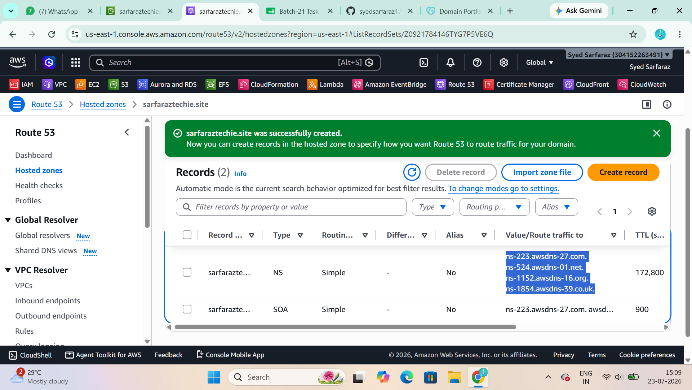 (7) WhatsApp
sarfaraztechie.
sarfaraztechie.
Batch-21 Task
Domain Portfo
Ask Gemini
us-east-1.console.aws.amazon.com/route53/v2/hostedzones?region=us-east-1#ListRecordSets/Z0921784146TYG7P5VE6Q
aws
Search
[Alt+S]
Global
Syed Sarfaraz (304152263491)
Syed Sarfaraz
IAM VPC EC2 S3 Aurora and RDS EFS CloudFormation Lambda Amazon EventBridge Route 53 Certificate Manager CloudFront CloudWatch
Route 53 Hosted zones sarfaraztechie.site
Route 53
Dashboard
Hosted zones
Health checks
Profiles
Global Resolver
Global resolvers New
Shared DNS views New
VPC Resolver
VPCs
Inbound endpoints
Outbound endpoints
Rules
sarfaraztechie.site was successfully created.
Now you can create records in the hosted zone to specify how you want Route 53 to route traffic for your domain.
Records (2) Info
Delete record
Import zone file
Create record
Automatic mode is the current search behavior optimized for best filter results. To change modes go to settings.
Filter records by property or value
Type
Routing p...
Alias
1
Record ... Type Routin... Differ... Alias Value/Route traffic to TTL (s...
sarfarazte... NS Simple - No
ns-223.awsdns-27.com.
ns-524.awsdns-01.net.
ns-1152.awsdns-16.org.
ns-1854.awsdns-39.co.uk.
172,800
sarfarazte... SOA Simple - No ns-223.awsdns-27.com. awsd... 900
CloudShell
Agent Toolkit for AWS
Feedback
Console Mobile App
© 2026, Amazon Web Services, Inc. or its affiliates.
Privacy
Terms
Cookie preferences
2
29°C
Mostly cloudy
Search
ENG
IN
15:09
23-07-2026